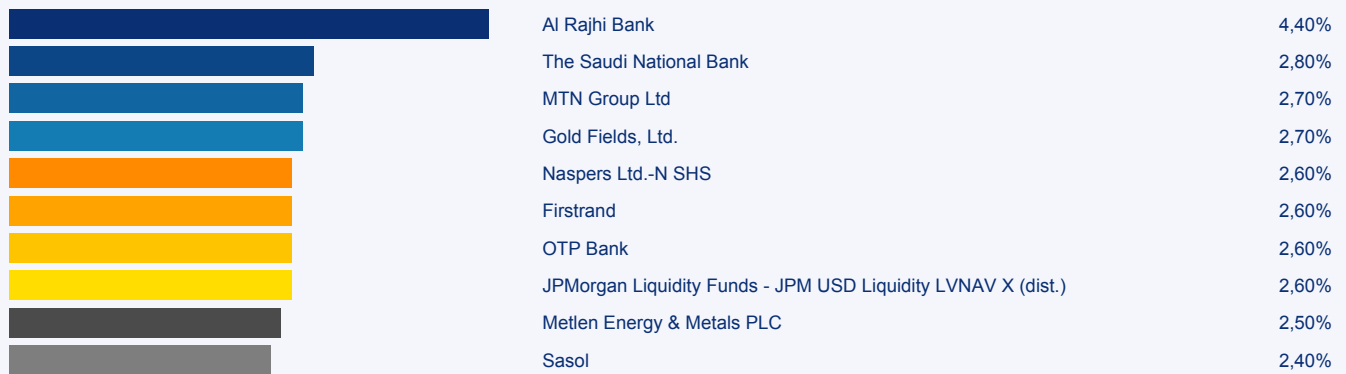 Al Rajhi Bank 4,40%
The Saudi National Bank 2,80%
MTN Group Ltd 2,70%
Gold Fields, Ltd. 2,70%
Naspers Ltd.-N SHS 2,60%
Firstrand 2,60%
OTP Bank 2,60%
JPMorgan Liquidity Funds - JPM USD Liquidity LVNAV X (dist.) 2,60%
Metlen Energy & Metals PLC 2,50%
Sasol 2,40%